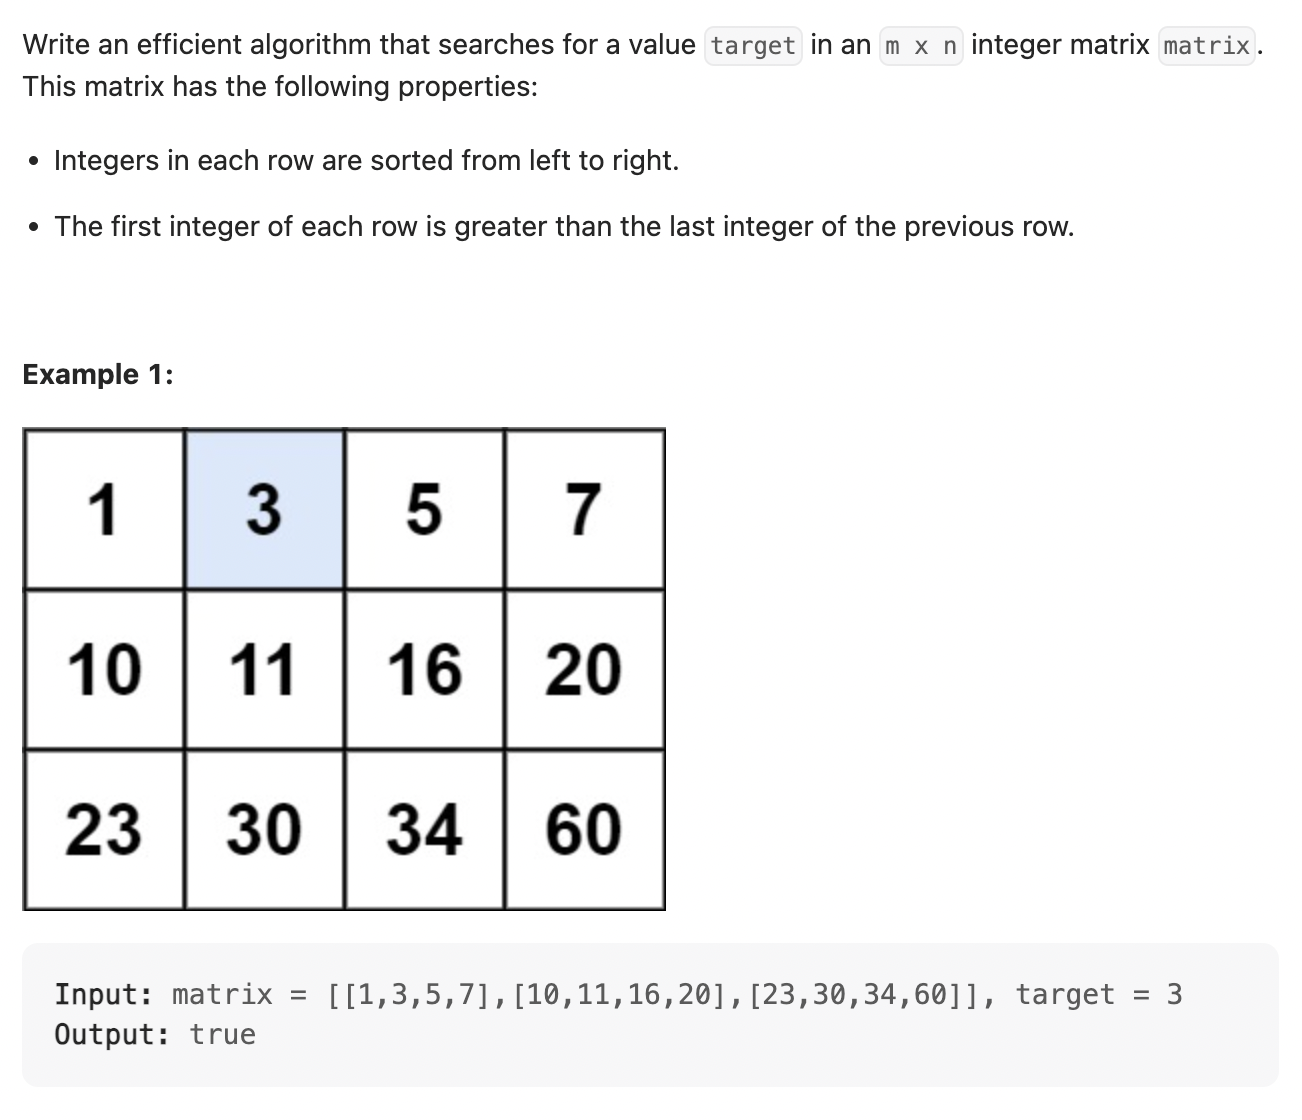 Write an efficient algorithm that searches for a value target in an m x n integer matrix matrix.
This matrix has the following properties:
• Integers in each row are sorted from left to right.
• The first integer of each row is greater than the last integer of the previous row.
Example 1:
1 3 5 7
10 11 16 20
23 30 34 60
Input: matrix = [[1,3,5,7],[10,11,16,20],[23,30,34,60]], target = 3
Output: true